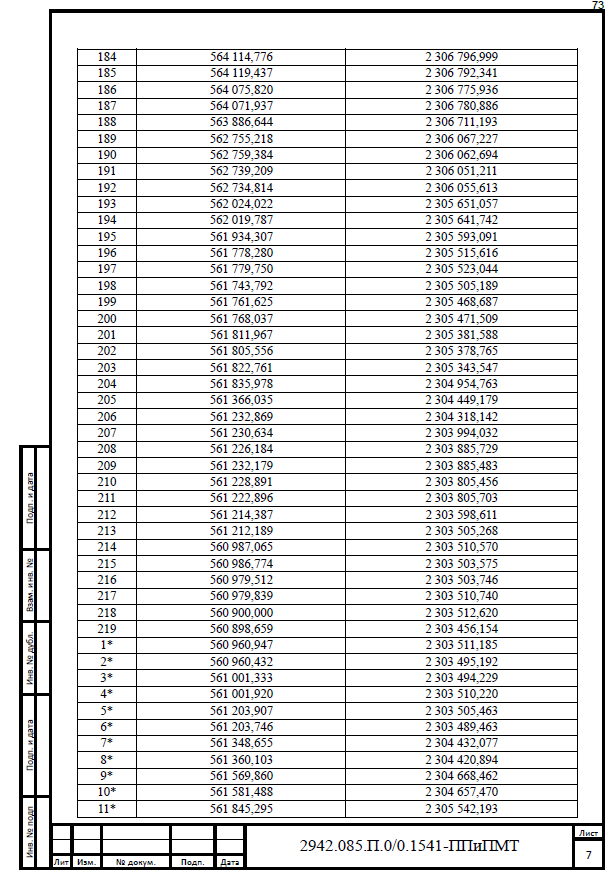 73
184 564 114,776 2 306 796,999
185 564 119,437 2 306 792,341
186 564 075,820 2 306 775,936
187 564 071,937 2 306 780,886
188 563 886,644 2 306 711,193
189 562 755,218 2 306 067,227
190 562 759,384 2 306 062,694
191 562 739,209 2 306 051,211
192 562 734,814 2 306 055,613
193 562 024,022 2 305 651,057
194 562 019,787 2 305 641,742
195 561 934,307 2 305 593,091
196 561 778,280 2 305 515,616
197 561 779,750 2 305 523,044
198 561 743,792 2 305 505,189
199 561 761,625 2 305 468,687
200 561 768,037 2 305 471,509
201 561 811,967 2 305 381,588
202 561 805,556 2 305 378,765
203 561 822,761 2 305 343,547
204 561 835,978 2 304 954,763
205 561 366,035 2 304 449,179
206 561 232,869 2 304 318,142
207 561 230,634 2 303 994,032
208 561 226,184 2 303 885,729
209 561 232,179 2 303 885,483
210 561 228,891 2 303 805,456
211 561 222,896 2 303 805,703
212 561 214,387 2 303 598,611
213 561 212,189 2 303 505,268
214 560 987,065 2 303 510,570
215 560 986,774 2 303 503,575
216 560 979,512 2 303 503,746
217 560 979,839 2 303 510,740
218 560 900,000 2 303 512,620
219 560 898,659 2 303 456,154
1* 560 960,947 2 303 511,185
2* 560 960,432 2 303 495,192
3* 561 001,333 2 303 494,229
4* 561 001,920 2 303 510,220
5* 561 203,907 2 303 505,463
6* 561 203,746 2 303 489,463
7* 561 348,655 2 304 432,077
8* 561 360,103 2 304 420,894
9* 561 569,860 2 304 668,462
10* 561 581,488 2 304 657,470
11* 561 845,295 2 305 542,193
Подп. и дата
Взам. инв. №
Инв. № дубл.
Подп. и дата
Инв. № подп
Лит Изм. № докум. Подп. Дата
2942.085.П.0/0.1541-ППиПМТ
Лист
7